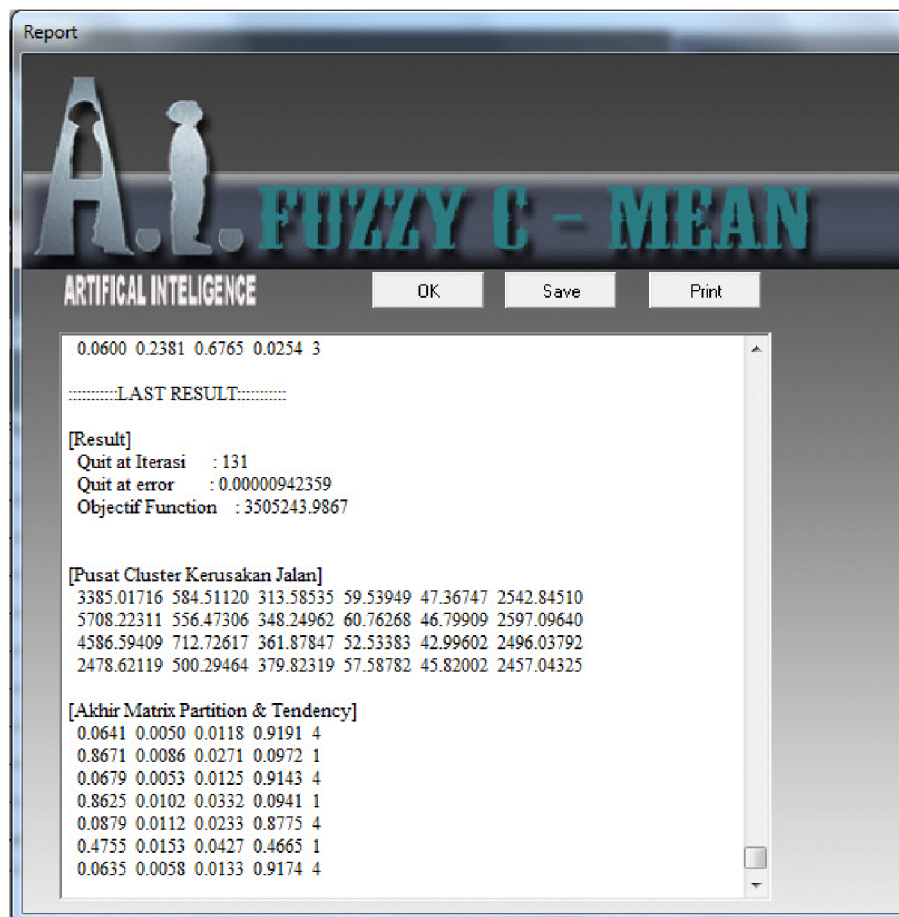 Report
A.I. FUZZY C - MEAN
ARTIFICAL INTELIGENCE
OK Save Print
0.0600 0.2381 0.6765 0.0254 3
:::::::::::LAST RESULT:::::::::::
[Result]
Quit at Iterasi : 131
Quit at error : 0.00000942359
Objectif Function : 3505243.9867
[Pusat Cluster Kerusakan Jalan]
3385.01716 584.51120 313.58535 59.53949 47.36747 2542.84510
5708.22311 556.47306 348.24962 60.76268 46.79909 2597.09640
4586.59409 712.72617 361.87847 52.53383 42.99602 2496.03792
2478.62119 500.29464 379.82319 57.58782 45.82002 2457.04325
[Akhir Matrix Partition & Tendency]
0.0641 0.0050 0.0118 0.9191 4
0.8671 0.0086 0.0271 0.0972 1
0.0679 0.0053 0.0125 0.9143 4
0.8625 0.0102 0.0332 0.0941 1
0.0879 0.0112 0.0233 0.8775 4
0.4755 0.0153 0.0427 0.4665 1
0.0635 0.0058 0.0133 0.9174 4